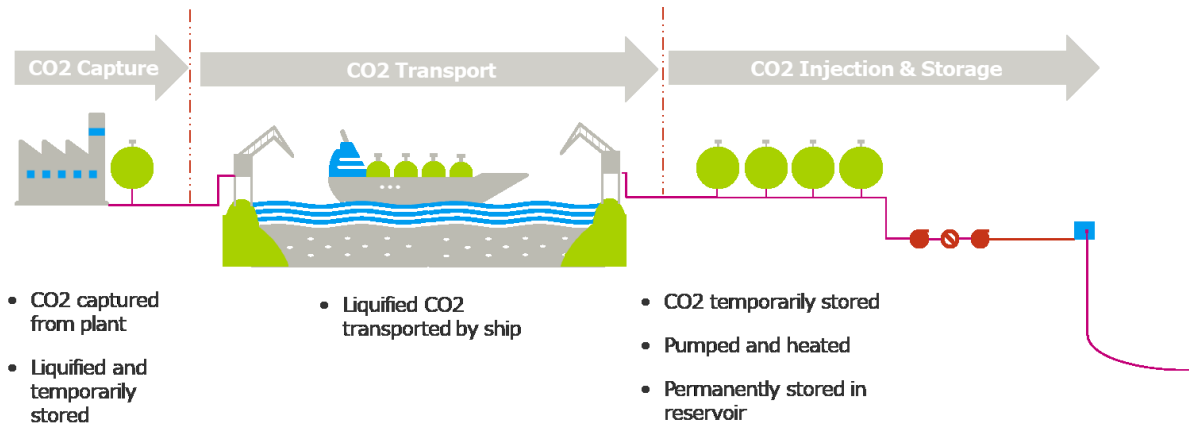 CO2 Capture
CO2 Transport
CO2 Injection & Storage
• CO2 captured
from plant
• Liquified and
temporarily
stored
• Liquified CO2
transported by ship
• CO2 temporarily stored
• Pumped and heated
• Permanently stored in
reservoir